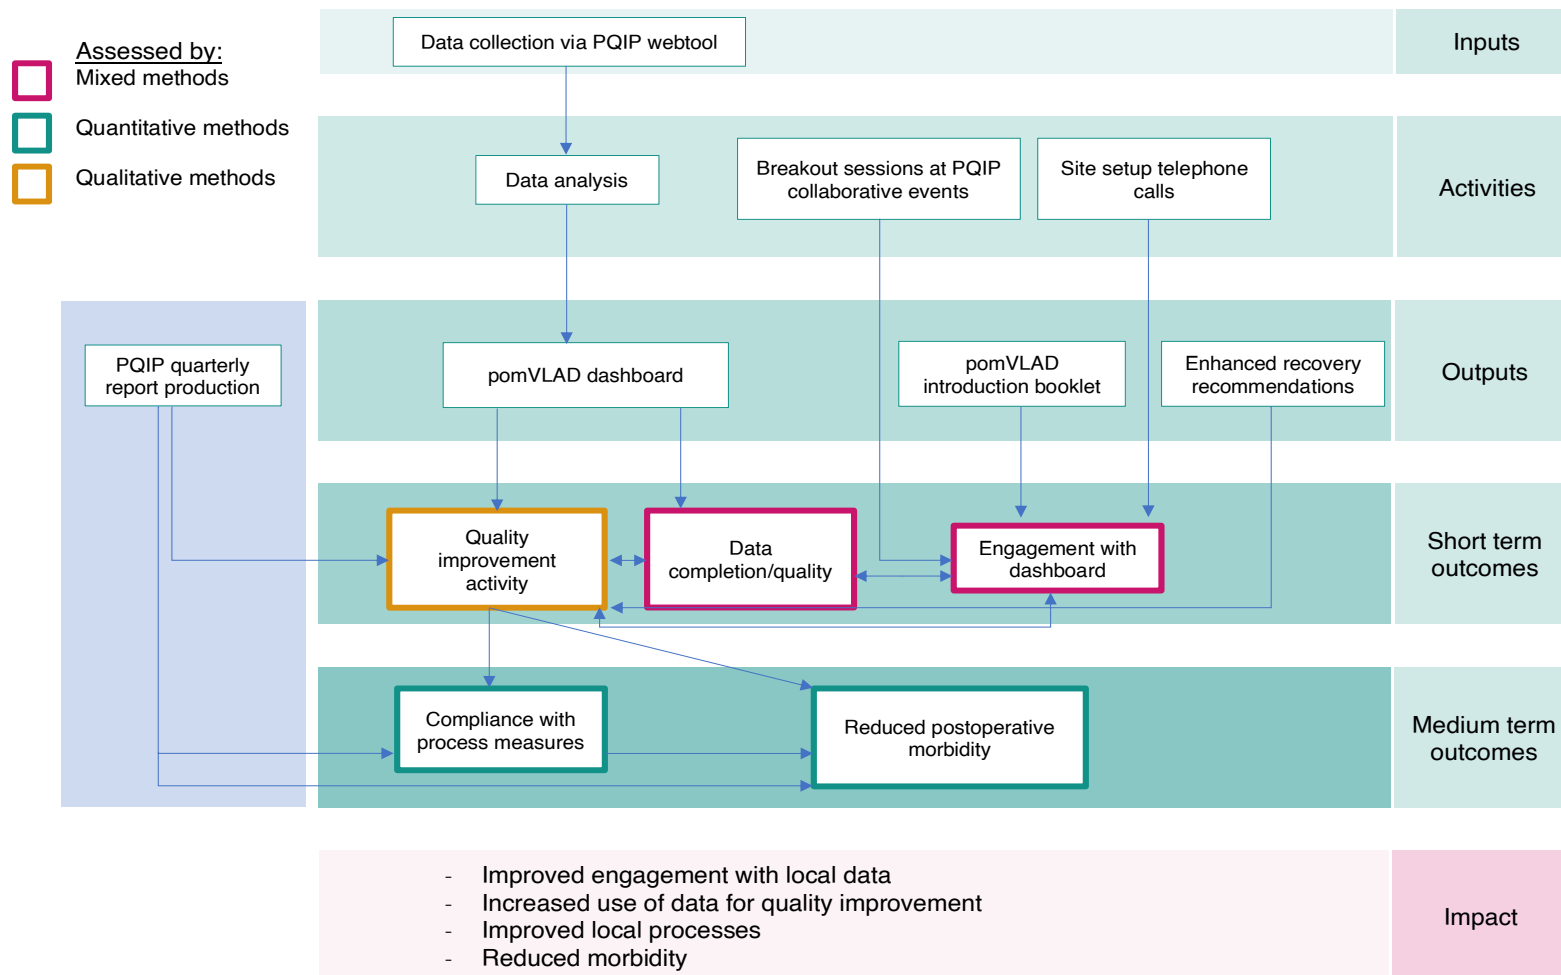 Assessed by:
Mixed methods
Quantitative methods
Qualitative methods
Data collection via PQIP webtool
Inputs
Data analysis
Breakout sessions at PQIP
collaborative events
Site setup telephone
calls
Activities
PQIP quarterly
report production
pomVLAD dashboard
pomVLAD
introduction booklet
Enhanced recovery
recommendations
Outputs
Quality
improvement
activity
Data
completion/quality
Engagement with
dashboard
Short term
outcomes
Compliance with
process measures
Reduced postoperative
morbidity
Medium term
outcomes
- Improved engagement with local data
- Increased use of data for quality improvement
- Improved local processes
- Reduced morbidity
Impact